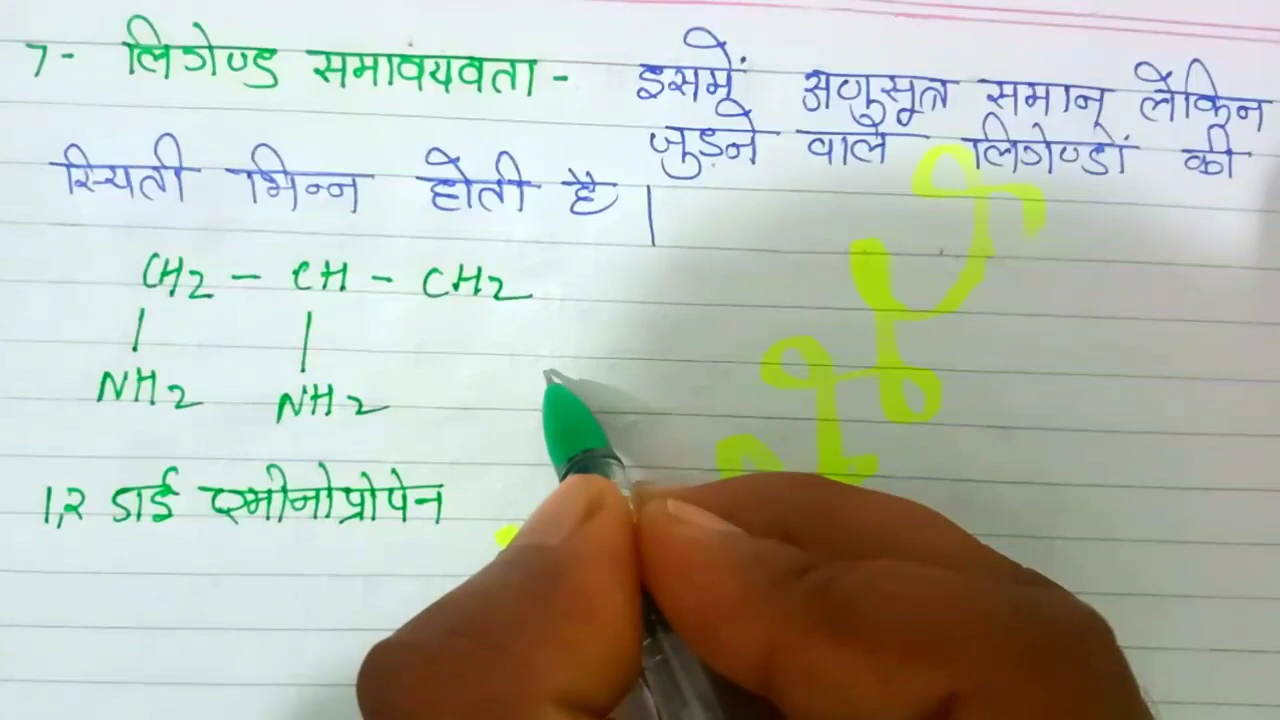 7- लिगेण्ड समावयवता - इसमें अणुसूत्र समान लेकिन
जुड़ने वाले लिगेण्डों की
स्थिती भिन्न होती है |
CH2 - CH - CH2
| |
NH2 NH2
1,2 डाई एमीनोप्रोपेन